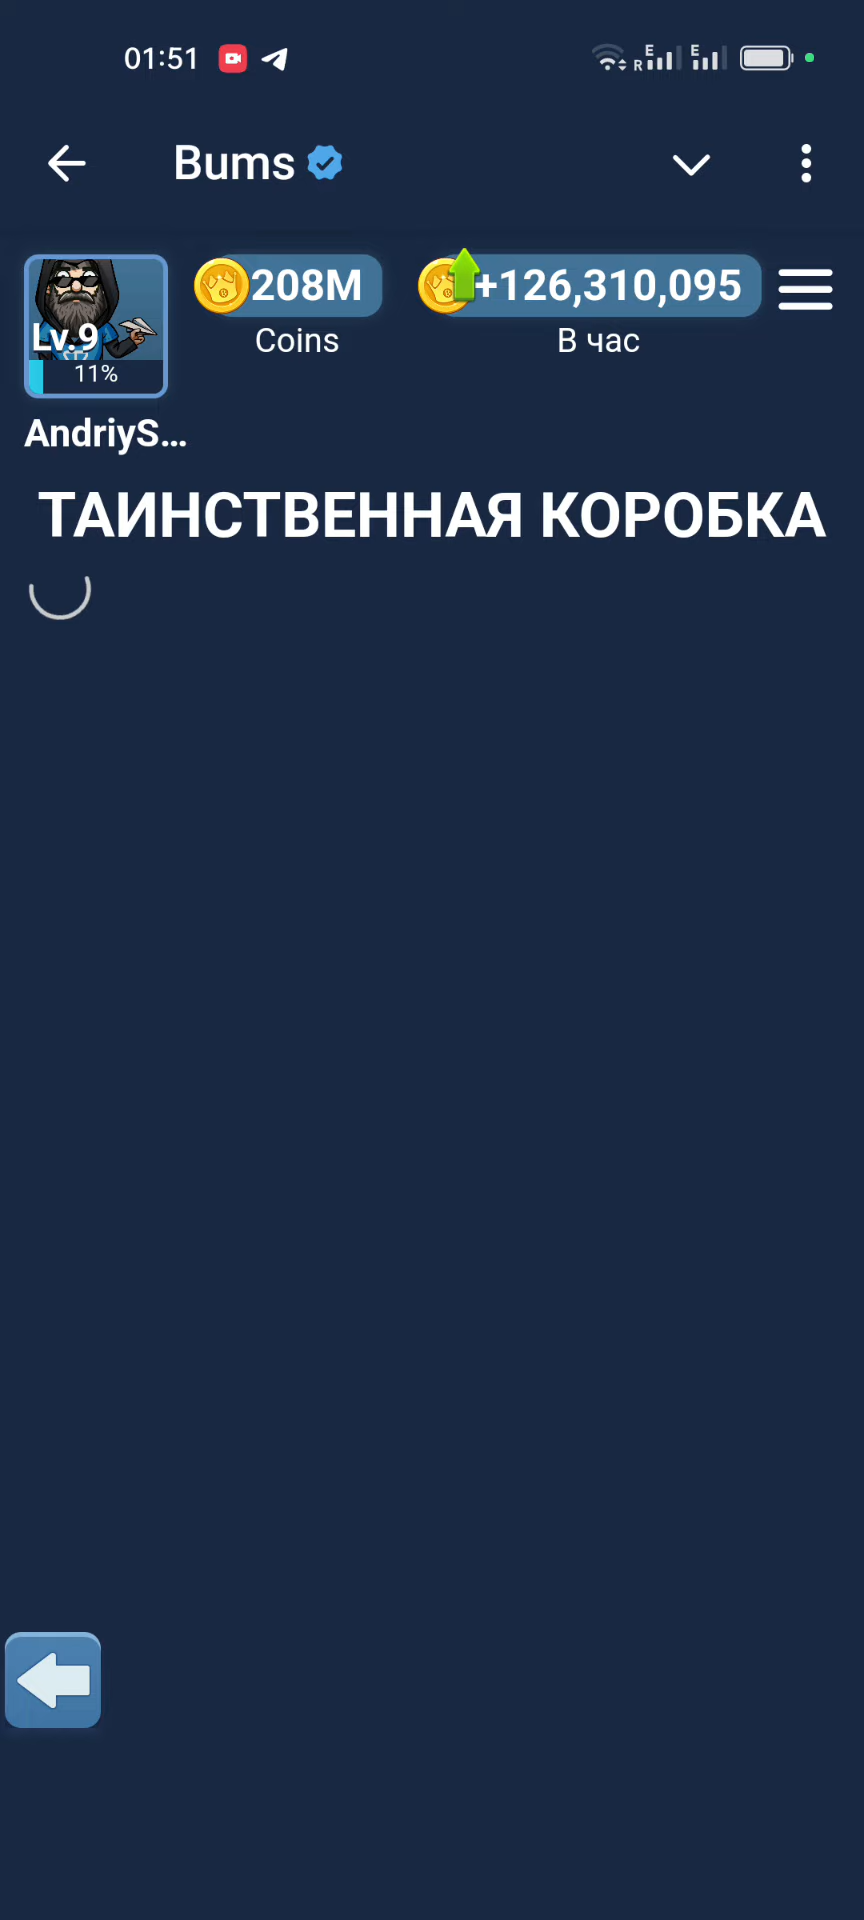 01:51
R E E
Bums
208M
+126,310,095
Coins
В час
Lv.9
11%
AndriyS...
ТАИНСТВЕННАЯ КОРОБКА